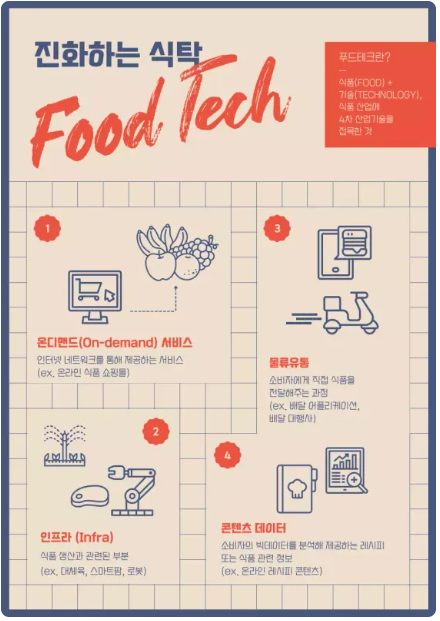 진화하는 식탁
Food Tech
푸드테크란?
식품(FOOD) +
기술(TECHNOLOGY),
식품 산업에
4차 산업기술을
접목한 것
1
온디맨드(On-demand) 서비스
인터넷 네트워크를 통해 제공하는 서비스
(ex. 온라인 식품 쇼핑몰)
2
인프라 (Infra)
식품 생산과 관련된 부분
(ex. 대체육, 스마트팜, 로봇)
3
물류유통
소비자에게 직접 식품을
전달해주는 과정
(ex. 배달 어플리케이션,
배달 대행사)
4
콘텐츠 데이터
소비자의 빅데이터를 분석해 제공하는 레시피
또는 식품 관련 정보
(ex. 온라인 레시피 콘텐츠)